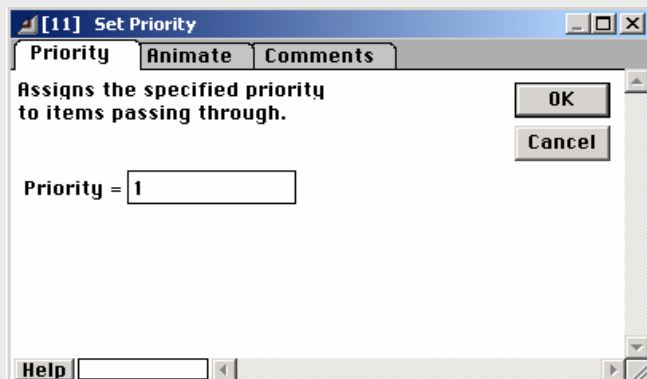 [11] Set Priority
Priority Animate Comments
Assigns the specified priority
to items passing through.
OK
Cancel
Priority = 1
Help